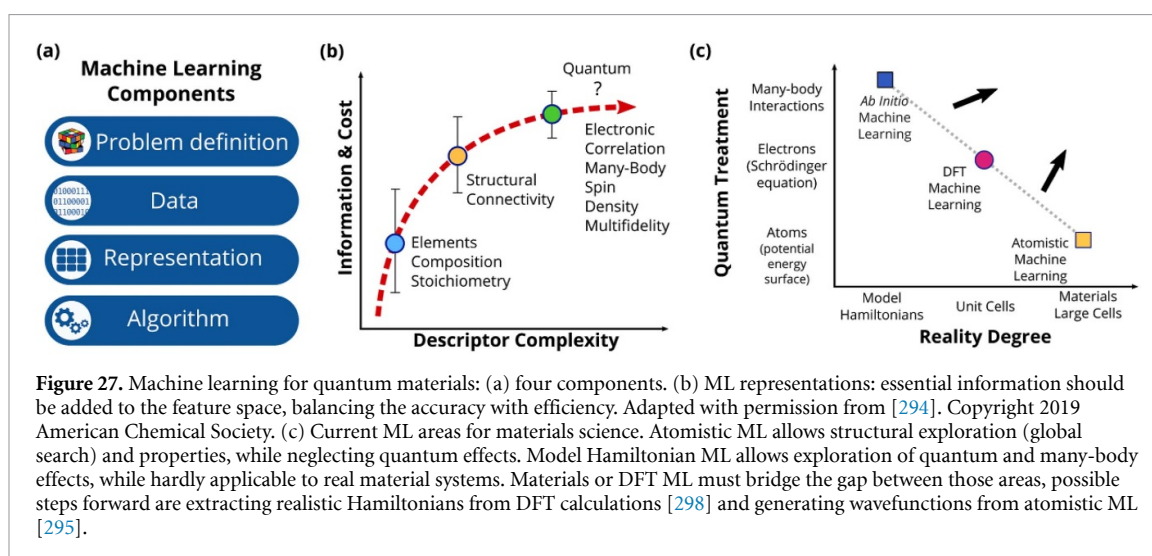 (a)
Machine Learning
Components
Problem definition
01000111
01100001
01100010
Data
Representation
Algorithm
(b)
Information & Cost
Quantum
?
Electronic
Correlation
Many-Body
Spin
Density
Multifidelity
Structural
Connectivity
Elements
Composition
Stoichiometry
Descriptor Complexity
(c)
Quantum Treatment
Many-body
Interactions
Electrons
(Schrödinger
equation)
Atoms
(potential
energy
surface)
Ab Initio
Machine
Learning
DFT
Machine
Learning
Atomistic
Machine
Learning
Model
Hamiltonians
Unit Cells
Materials
Large Cells
Reality Degree
Figure 27. Machine learning for quantum materials: (a) four components. (b) ML representations: essential information should
be added to the feature space, balancing the accuracy with efficiency. Adapted with permission from [294]. Copyright 2019
American Chemical Society. (c) Current ML areas for materials science. Atomistic ML allows structural exploration (global
search) and properties, while neglecting quantum effects. Model Hamiltonian ML allows exploration of quantum and many-body
effects, while hardly applicable to real material systems. Materials or DFT ML must bridge the gap between those areas, possible
steps forward are extracting realistic Hamiltonians from DFT calculations [298] and generating wavefunctions from atomistic ML
[295].